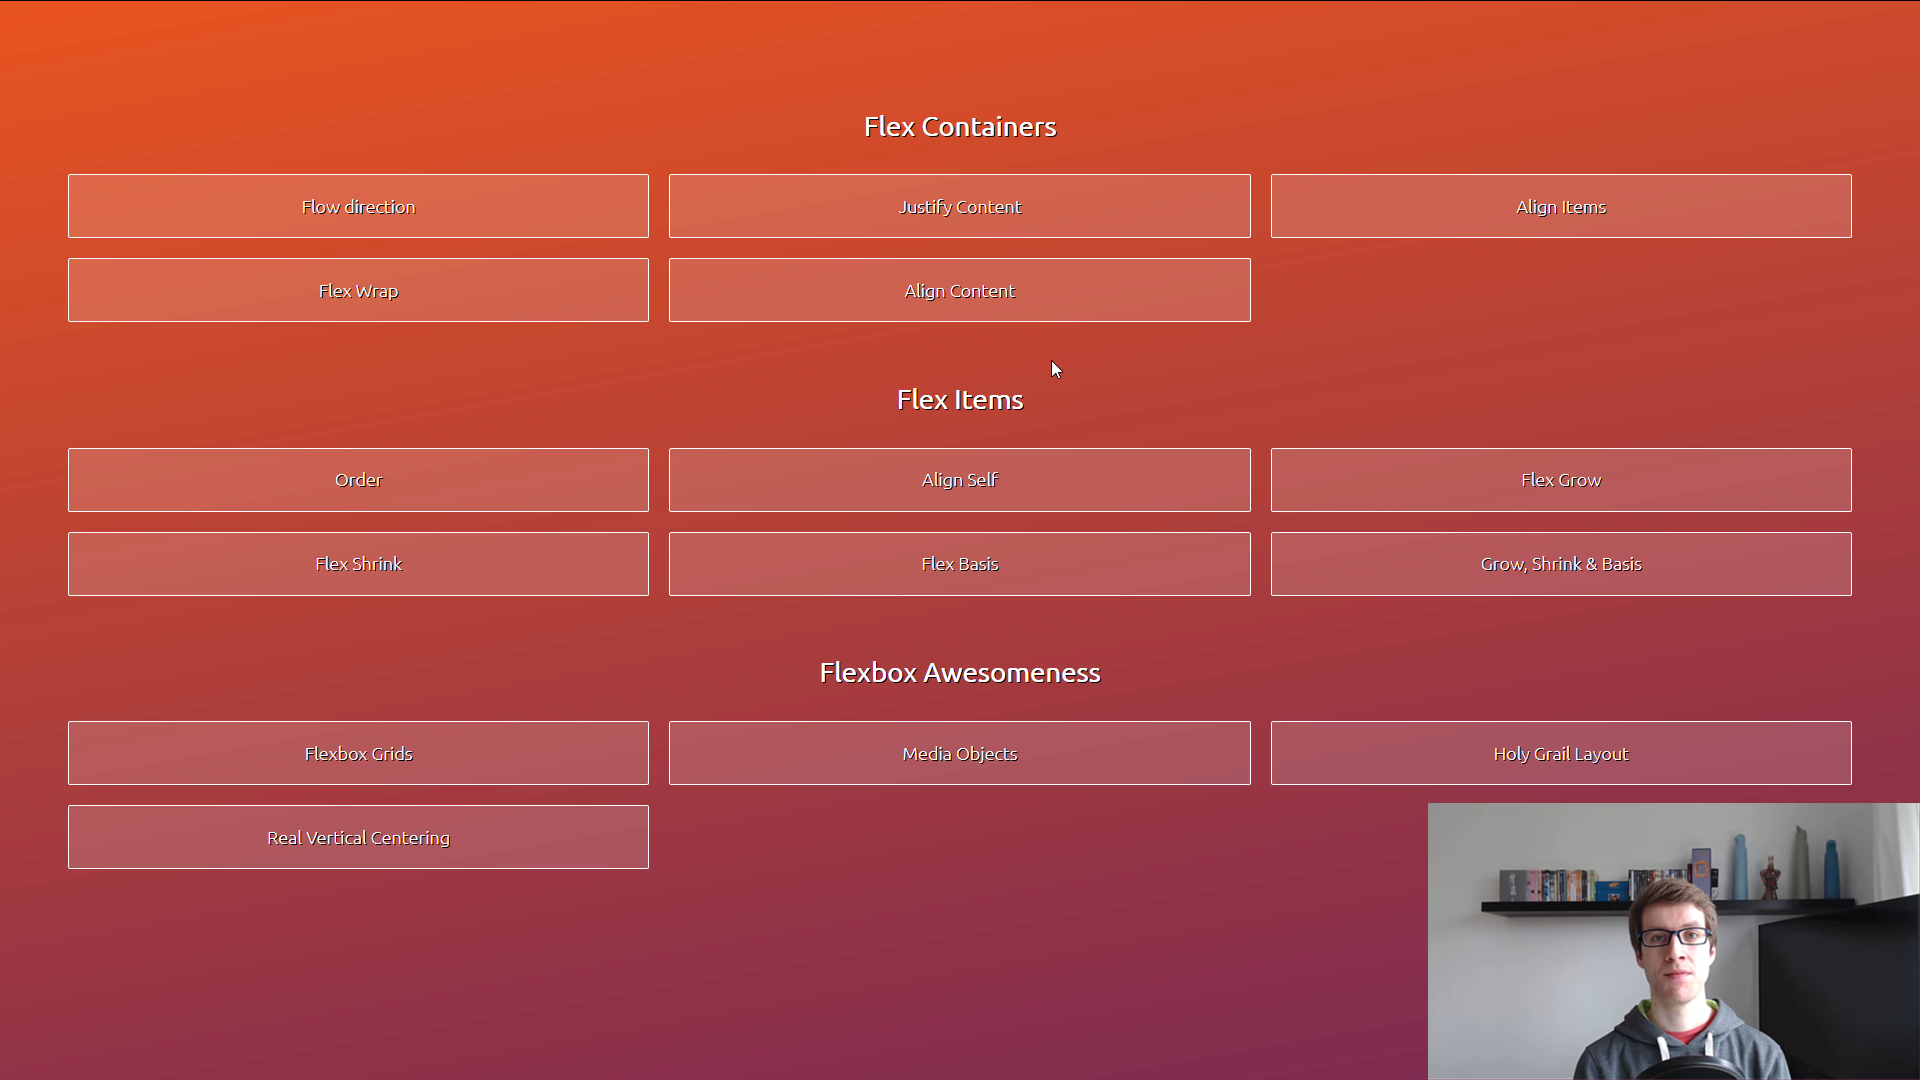 Flex Containers
Flow direction
Justify Content
Align Items
Flex Wrap
Align Content
Flex Items
Order
Align Self
Flex Grow
Flex Shrink
Flex Basis
Grow, Shrink & Basis
Flexbox Awesomeness
Flexbox Grids
Media Objects
Holy Grail Layout
Real Vertical Centering